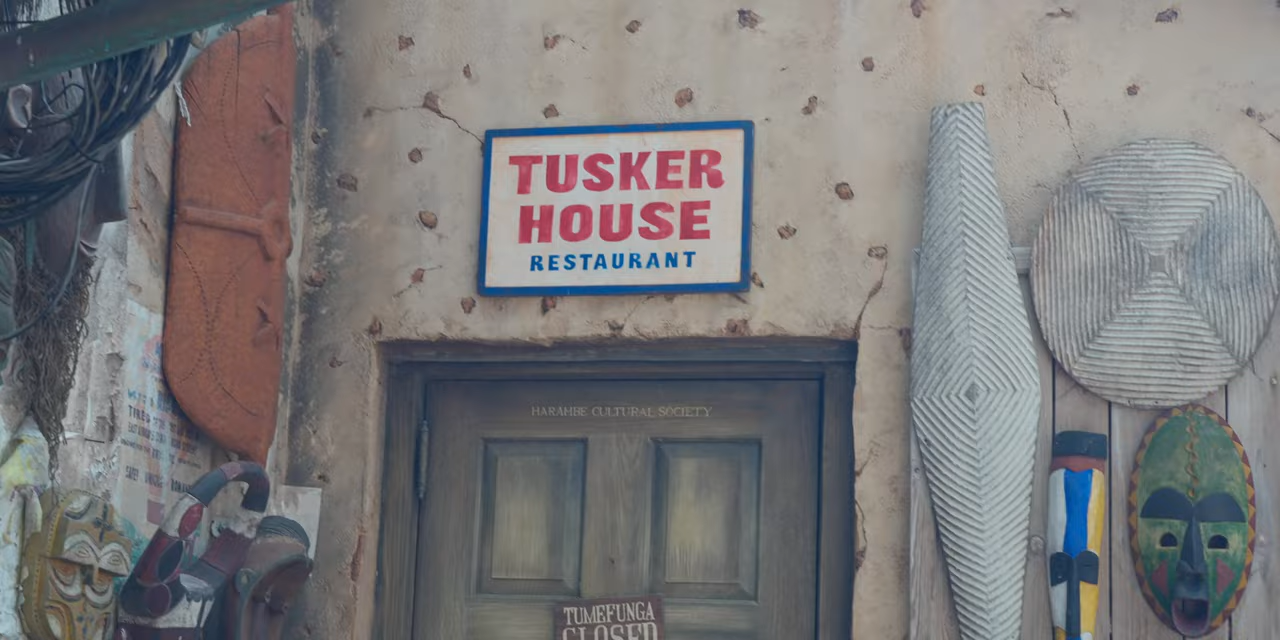 TUSKER
HOUSE
RESTAURANT
HARAMBE CULTURAL SOCIETY
TUMEFUNGA
CLOSED